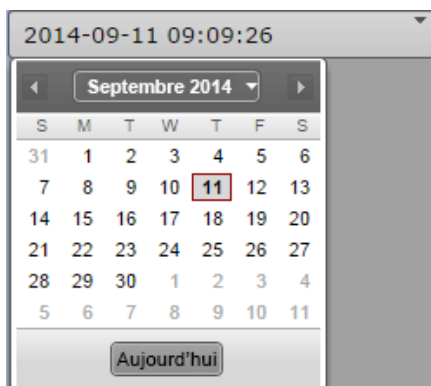 2014-09-11 09:09:26
Septembre 2014
S M T W T F S
31 1 2 3 4 5 6
7 8 9 10 11 12 13
14 15 16 17 18 19 20
21 22 23 24 25 26 27
28 29 30 1 2 3 4
5 6 7 8 9 10 11
Aujourd'hui